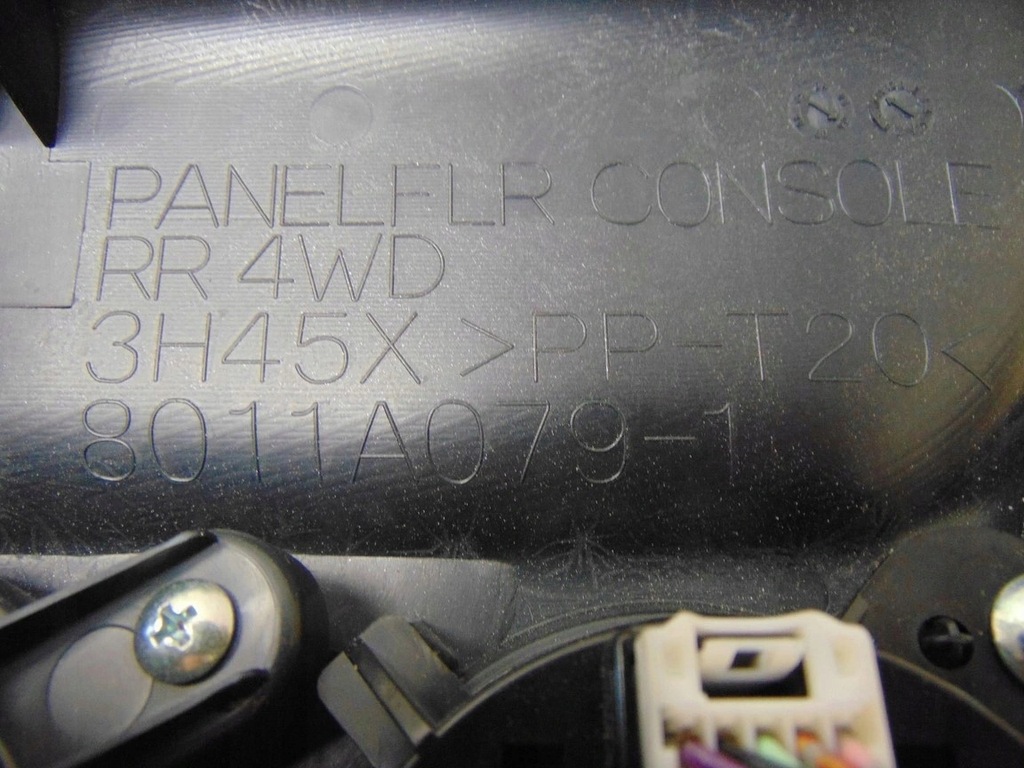 PANELFLR CONSOLE
RR 4WD
3H45X >PP-T20<
8011A079-1